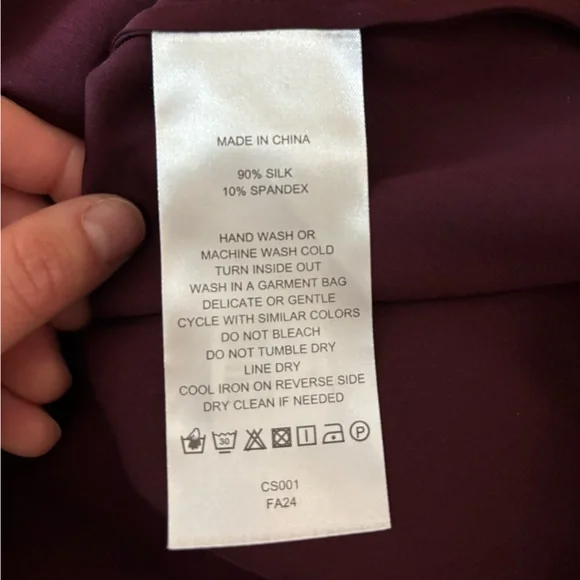 MADE IN CHINA
90% SILK
10% SPANDEX
HAND WASH OR
MACHINE WASH COLD
TURN INSIDE OUT
WASH IN A GARMENT BAG
DELICATE OR GENTLE
CYCLE WITH SIMILAR COLORS
DO NOT BLEACH
DO NOT TUMBLE DRY
LINE DRY
COOL IRON ON REVERSE SIDE
DRY CLEAN IF NEEDED
30 P
CS001
FA24